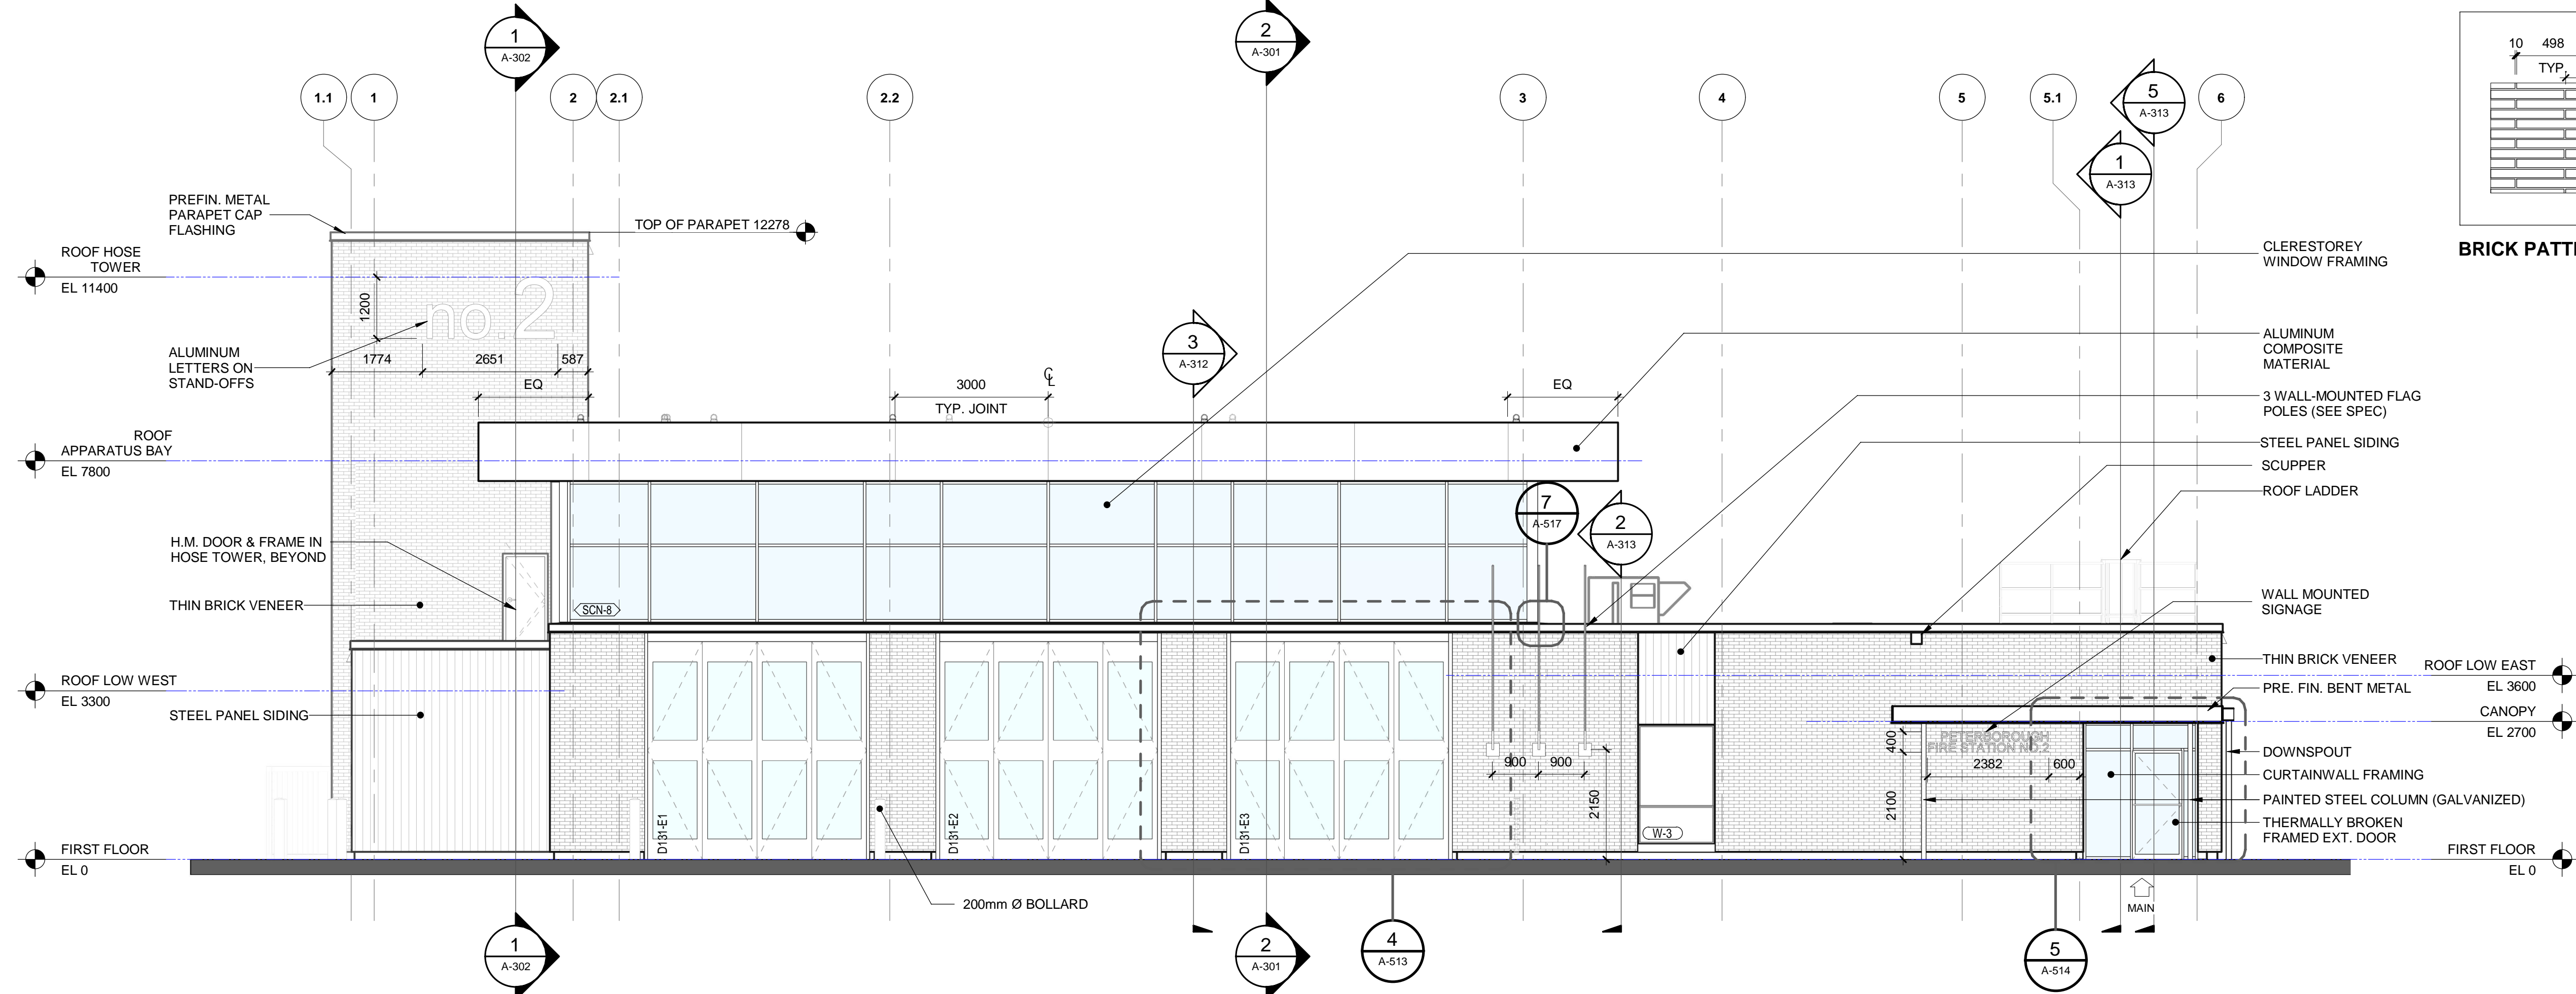 1
A-302
2
A-301
10 498
TYP.
BRICK PATT
1.1
1
2
2.1
2.2
3
4
5
5.1
6
5
A-313
1
A-313
PREFIN. METAL
PARAPET CAP
FLASHING
TOP OF PARAPET 12278
ROOF HOSE
TOWER
EL 11400
1200
no.2
ALUMINUM
LETTERS ON
STAND-OFFS
1774
2651
587
EQ
3000
TYP. JOINT
3
A-312
EQ
CLERESTOREY
WINDOW FRAMING
ALUMINUM
COMPOSITE
MATERIAL
3 WALL-MOUNTED FLAG
POLES (SEE SPEC)
STEEL PANEL SIDING
SCUPPER
ROOF LADDER
ROOF
APPARATUS BAY
EL 7800
7
A-517
2
A-313
H.M. DOOR & FRAME IN
HOSE TOWER, BEYOND
THIN BRICK VENEER
SCN-8
WALL MOUNTED
SIGNAGE
THIN BRICK VENEER
ROOF LOW EAST
EL 3600
PRE. FIN. BENT METAL
CANOPY
EL 2700
ROOF LOW WEST
EL 3300
STEEL PANEL SIDING
PETERBOROUGH
FIRE STATION NO.2
400
2382
600
2100
900
900
2150
W-3
D131-E1
D131-E2
D131-E3
DOWNSPOUT
CURTAINWALL FRAMING
PAINTED STEEL COLUMN (GALVANIZED)
THERMALLY BROKEN
FRAMED EXT. DOOR
FIRST FLOOR
EL 0
FIRST FLOOR
EL 0
200mm Ø BOLLARD
MAIN
1
A-302
2
A-301
4
A-513
5
A-514